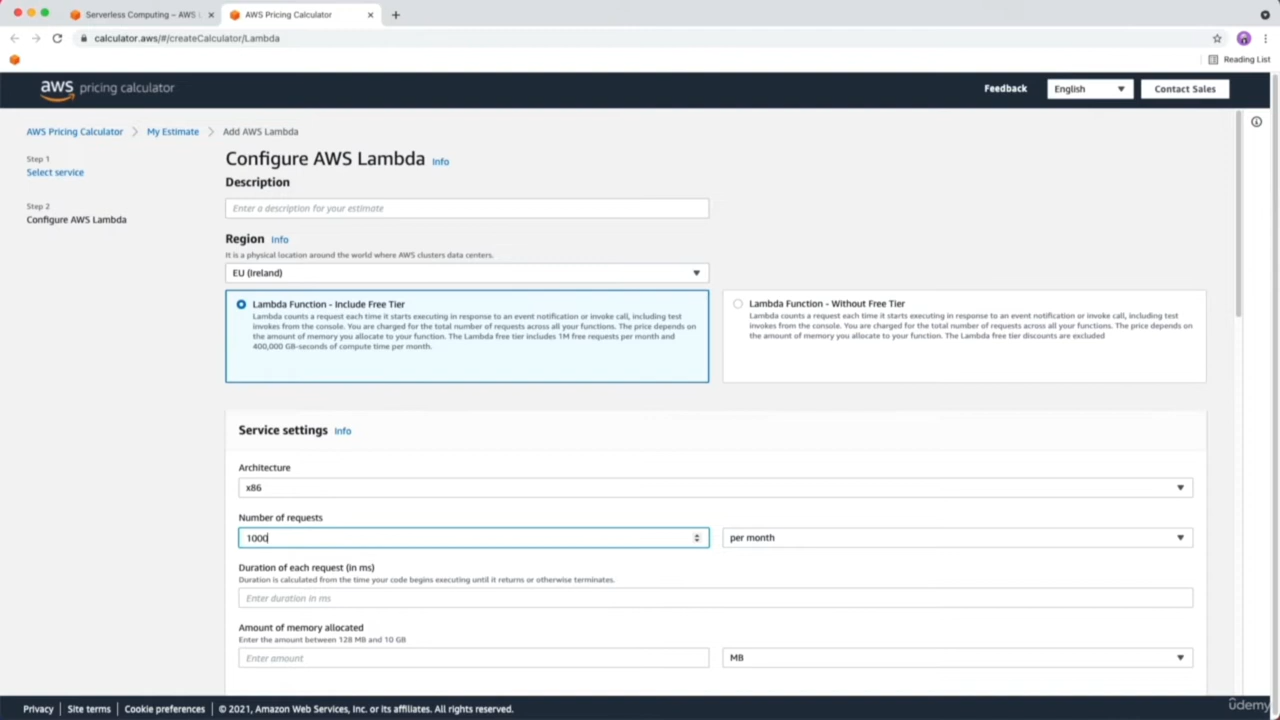 Serverless Computing – AWS
AWS Pricing Calculator
calculator.aws/#/createCalculator/Lambda
Reading List
aws pricing calculator
Feedback
English
Contact Sales
AWS Pricing Calculator
My Estimate
Add AWS Lambda
Step 1
Select service
Step 2
Configure AWS Lambda
Configure AWS Lambda Info
Description
Enter a description for your estimate
Region Info
It is a physical location around the world where AWS clusters data centers.
EU (Ireland)
Lambda Function - Include Free Tier
Lambda counts a request each time it starts executing in response to an event notification or invoke call, including test
invokes from the console. You are charged for the total number of requests across all your functions. The price depends on
the amount of memory you allocate to your function. The Lambda free tier includes 1M free requests per month and
400,000 GB-seconds of compute time per month.
Lambda Function - Without Free Tier
Lambda counts a request each time it starts executing in response to an event notification or invoke call, including test
invokes from the console. You are charged for the total number of requests across all your functions. The price depends on
the amount of memory you allocate to your function. The Lambda free tier discounts are excluded
Service settings Info
Architecture
x86
Number of requests
1000
per month
Duration of each request (in ms)
Duration is calculated from the time your code begins executing until it returns or otherwise terminates.
Enter duration in ms
Amount of memory allocated
Enter the amount between 128 MB and 10 GB
Enter amount
MB
Privacy | Site terms | Cookie preferences | © 2021, Amazon Web Services, Inc. or its affiliates. All rights reserved.
ûdemy